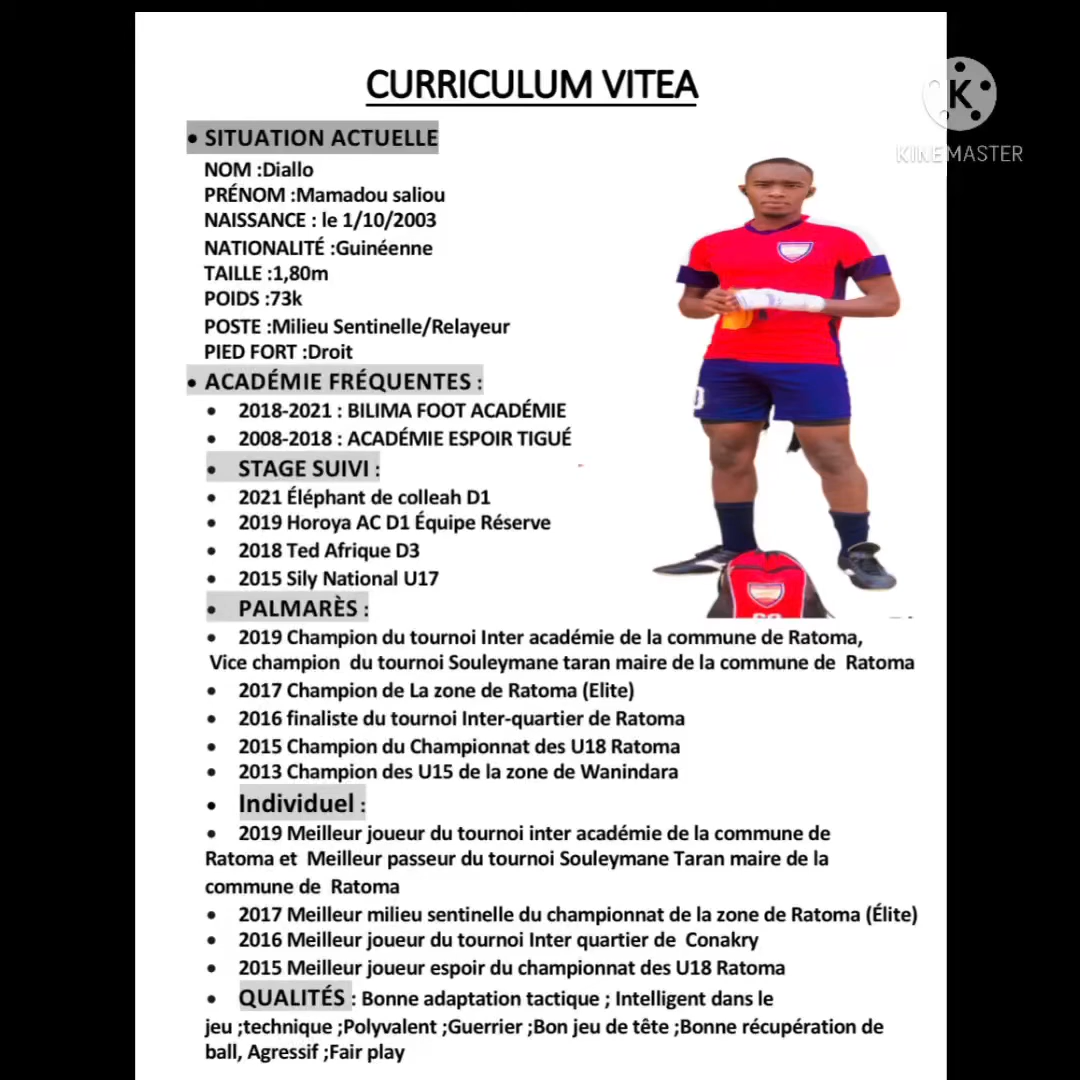 CURRICULUM VITEA
K
KINEMASTER
• SITUATION ACTUELLE
NOM :Diallo
PRÉNOM :Mamadou saliou
NAISSANCE : le 1/10/2003
NATIONALITÉ :Guinéenne
TAILLE :1,80m
POIDS :73k
POSTE :Milieu Sentinelle/Relayeur
PIED FORT :Droit
• ACADÉMIE FRÉQUENTES :
• 2018-2021 : BILIMA FOOT ACADÉMIE
• 2008-2018 : ACADÉMIE ESPOIR TIGUÉ
• STAGE SUIVI :
• 2021 Éléphant de colleah D1
• 2019 Horoya AC D1 Équipe Réserve
• 2018 Ted Afrique D3
• 2015 Sily National U17
• PALMARÈS :
• 2019 Champion du tournoi Inter académie de la commune de Ratoma,
Vice champion du tournoi Souleymane taran maire de la commune de Ratoma
• 2017 Champion de La zone de Ratoma (Elite)
• 2016 finaliste du tournoi Inter-quartier de Ratoma
• 2015 Champion du Championnat des U18 Ratoma
• 2013 Champion des U15 de la zone de Wanindara
• Individuel :
• 2019 Meilleur joueur du tournoi inter académie de la commune de
Ratoma et Meilleur passeur du tournoi Souleymane Taran maire de la
commune de Ratoma
• 2017 Meilleur milieu sentinelle du championnat de la zone de Ratoma (Élite)
• 2016 Meilleur joueur du tournoi Inter quartier de Conakry
• 2015 Meilleur joueur espoir du championnat des U18 Ratoma
• QUALITÉS : Bonne adaptation tactique ; Intelligent dans le
jeu ;technique ;Polyvalent ;Guerrier ;Bon jeu de tête ;Bonne récupération de
ball, Agressif ;Fair play